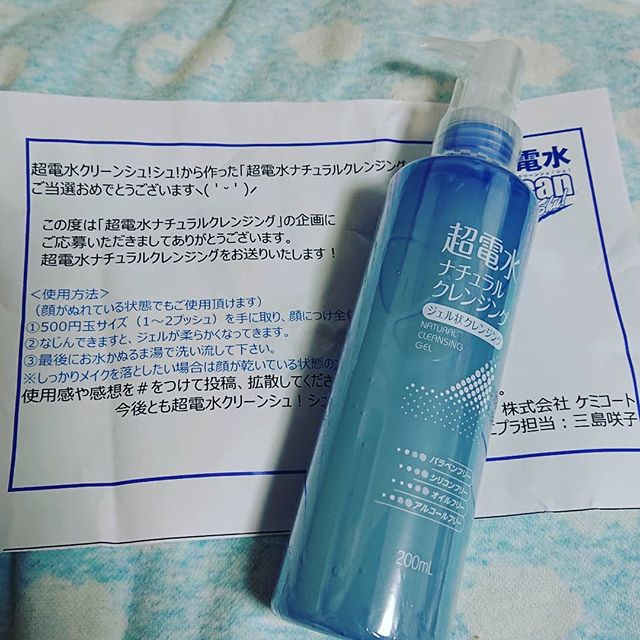 超電水クリーンシュ!シュ!から作った「超電水ナチュラルクレンジング
ご当選おめでとうございますヽ( 'ᵕ' )ﾉ
この度は「超電水ナチュラルクレンジング」の企画に
ご応募いただきましてありがとうございます。
超電水ナチュラルクレンジングをお送りいたします！
＜使用方法＞
（顔がぬれている状態でもご使用頂けます）
①500円玉サイズ（1～2プッシュ）を手に取り、顔につけ全体
②なじんできますと、ジェルが柔らかくなってきます。
③最後にお水かぬるま湯で洗い流して下さい。
※しっかりメイクを落としたい場合は顔が乾いている状態の
使用感や感想を＃をつけて投稿、拡散してくださ
今後とも超電水クリーンシュ！シュ
株式会社 ケミコート
ニプラ担当：三島咲子
電水
超電水
ナチュラル
クレンジング
ジェル状クレンジング
NATURAL
CLEANSING
GEL
パラベンフリー
シリコンフリー
オイルフリー
アルコールフリー
200mL